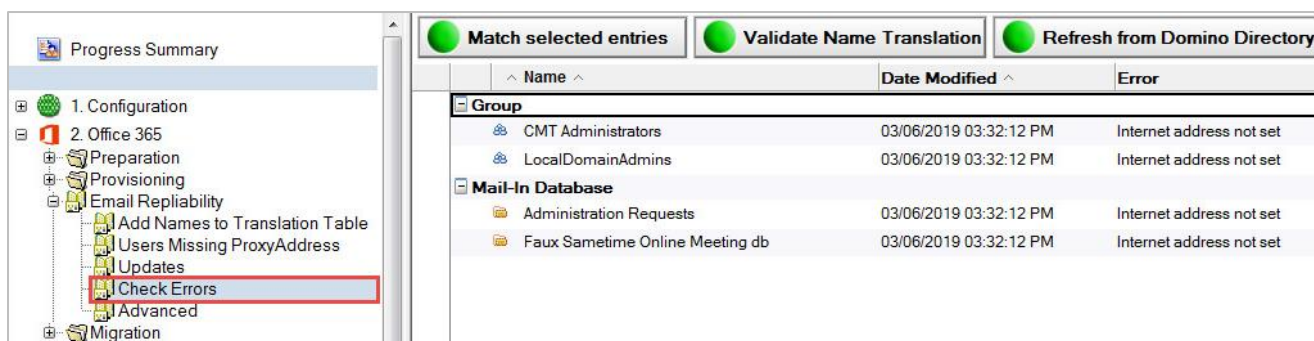 Progress Summary
1. Configuration
2. Office 365
Preparation
Provisioning
Email Repliability
Add Names to Translation Table
Users Missing ProxyAddress
Updates
Check Errors
Advanced
Migration
Match selected entries Validate Name Translation Refresh from Domino Directory
Name Date Modified Error
Group
CMT Administrators 03/06/2019 03:32:12 PM Internet address not set
LocalDomainAdmins 03/06/2019 03:32:12 PM Internet address not set
Mail-In Database
Administration Requests 03/06/2019 03:32:12 PM Internet address not set
Faux Sametime Online Meeting db 03/06/2019 03:32:12 PM Internet address not set